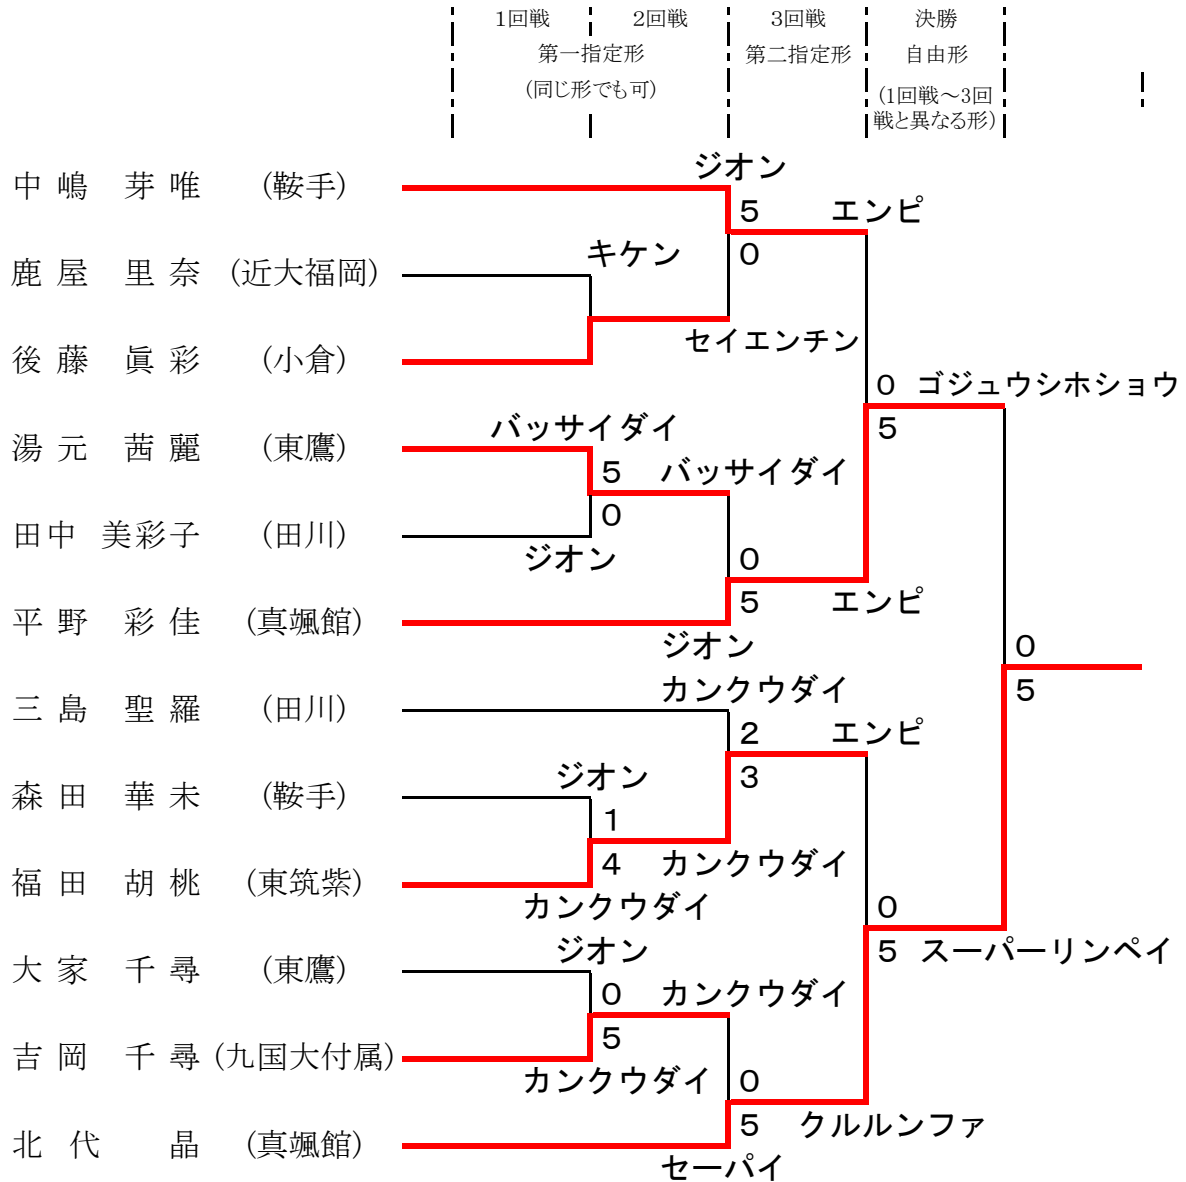 1回戦 2回戦 3回戦 決勝
第一指定形 第二指定形 自由形
(同じ形でも可) (1回戦～3回
戦と異なる形)
ジオン
中嶋 芽唯 (鞍手)
5 エンピ
キケン 0
鹿屋 里奈 (近大福岡)
セイエンチン
後藤 眞彩 (小倉)
0 ゴジュウシホショウ
バッサイダイ 5
湯元 茜麗 (東鷹)
5 バッサイダイ
0
田中 美彩子 (田川)
ジオン 0
5 エンピ
平野 彩佳 (真颯館)
ジオン 0
カンクウダイ 5
三島 聖羅 (田川)
2 エンピ
ジオン 3
森田 華未 (鞍手)
1
4 カンクウダイ
福田 胡桃 (東筑紫)
カンクウダイ 0
ジオン 5 スーパーリンペイ
大家 千尋 (東鷹)
0 カンクウダイ
5
吉岡 千尋 (九国大付属)
カンクウダイ 0
5 クルルンファ
北代 晶 (真颯館)
セーパイ